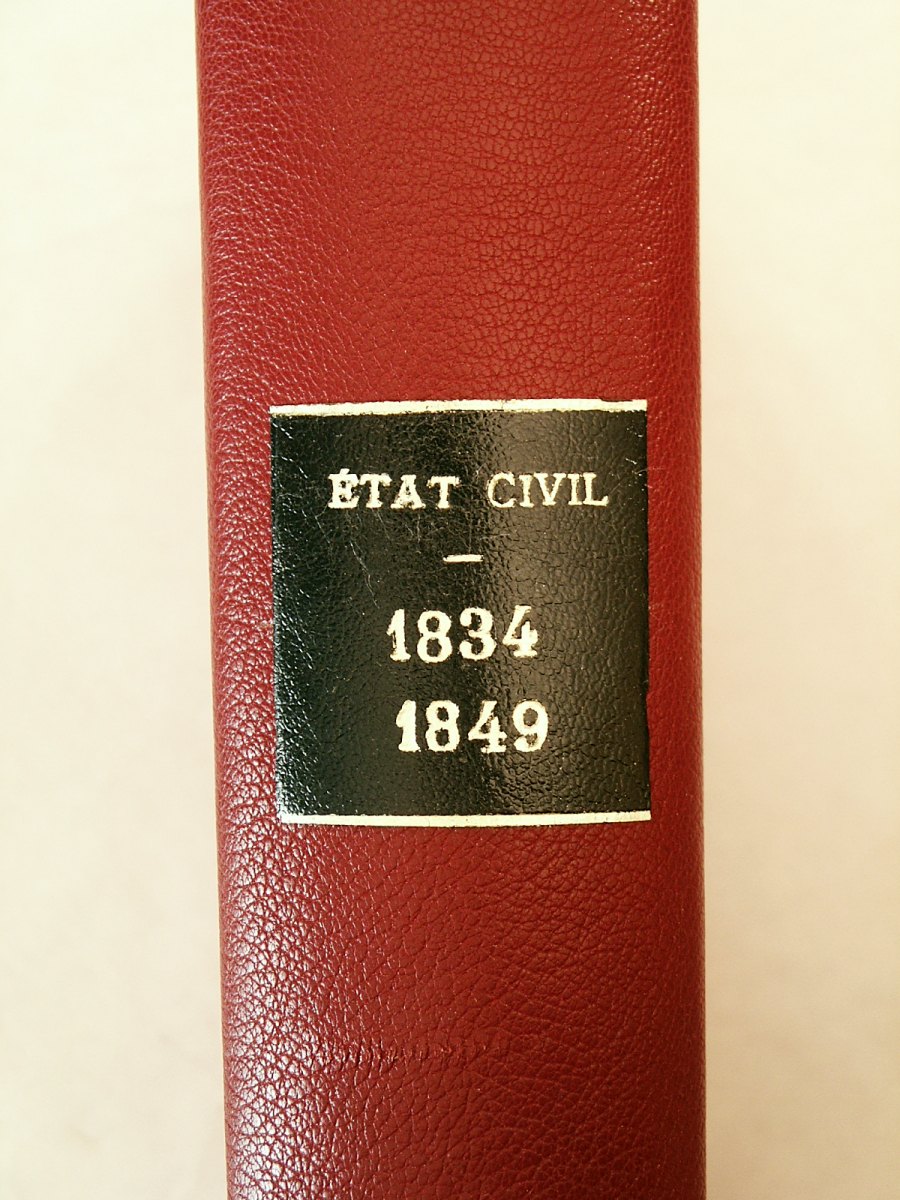 ÉTAT CIVIL
—
1834
1849